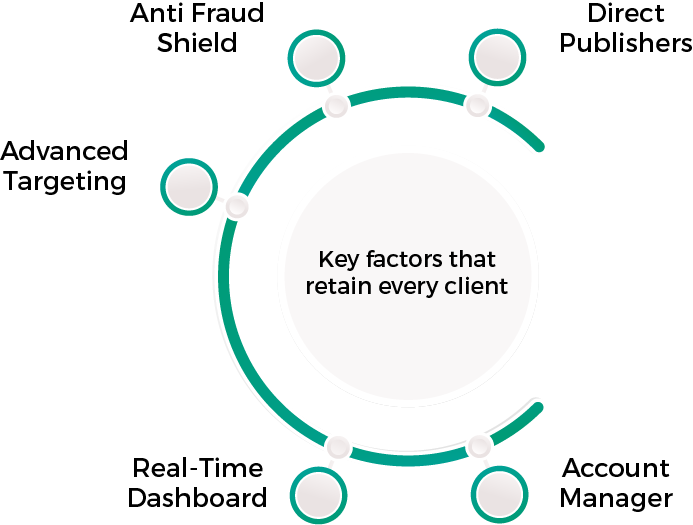 Anti Fraud
Shield
Direct
Publishers
Advanced
Targeting
Key factors that
retain every client
Real-Time
Dashboard
Account
Manager